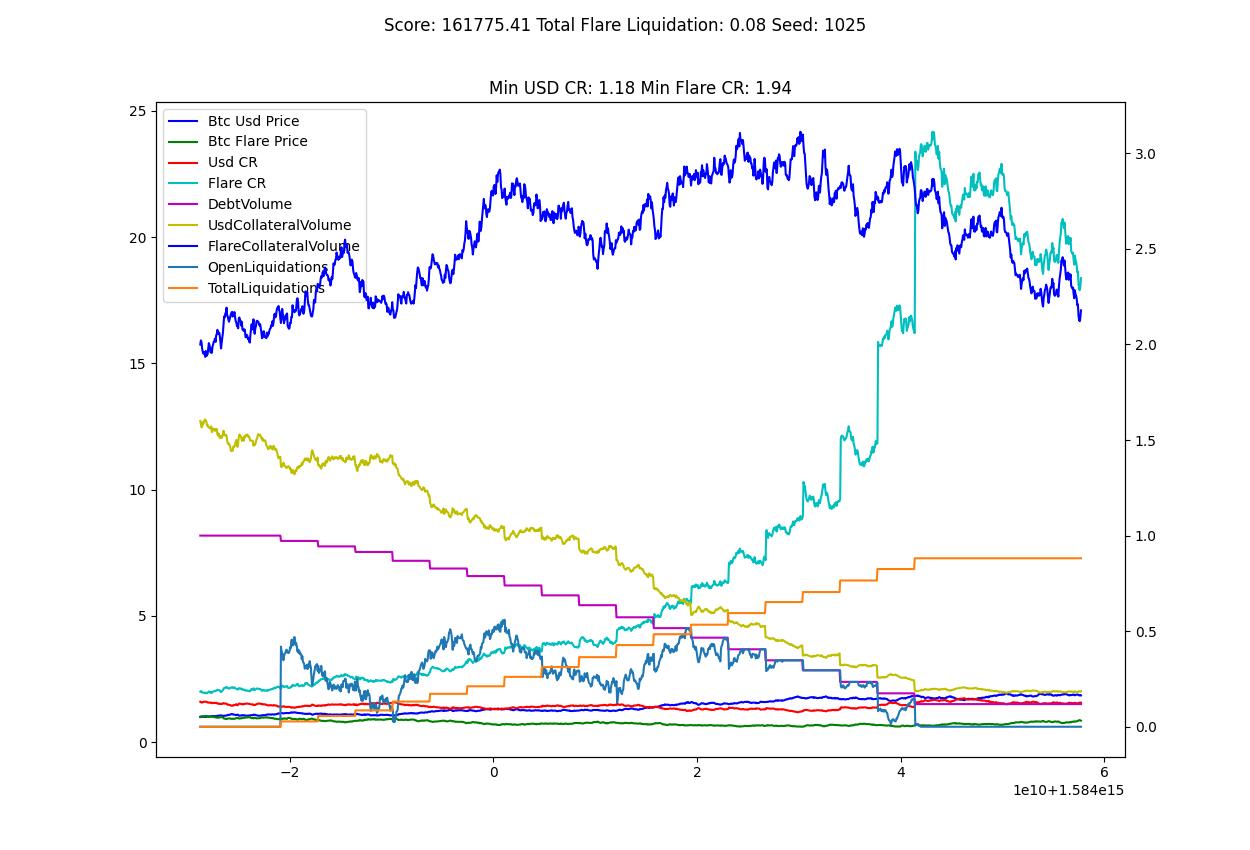 Score: 161775.41 Total Flare Liquidation: 0.08 Seed: 1025
Min USD CR: 1.18 Min Flare CR: 1.94
Btc Usd Price
Btc Flare Price
Usd CR
Flare CR
DebtVolume
UsdCollateralVolume
FlareCollateralVolume
OpenLiquidations
TotalLiquidations
25
20
15
10
5
0
3.0
2.5
2.0
1.5
1.0
0.5
0.0
−2
0
2
4
6
1e10+1.584e15